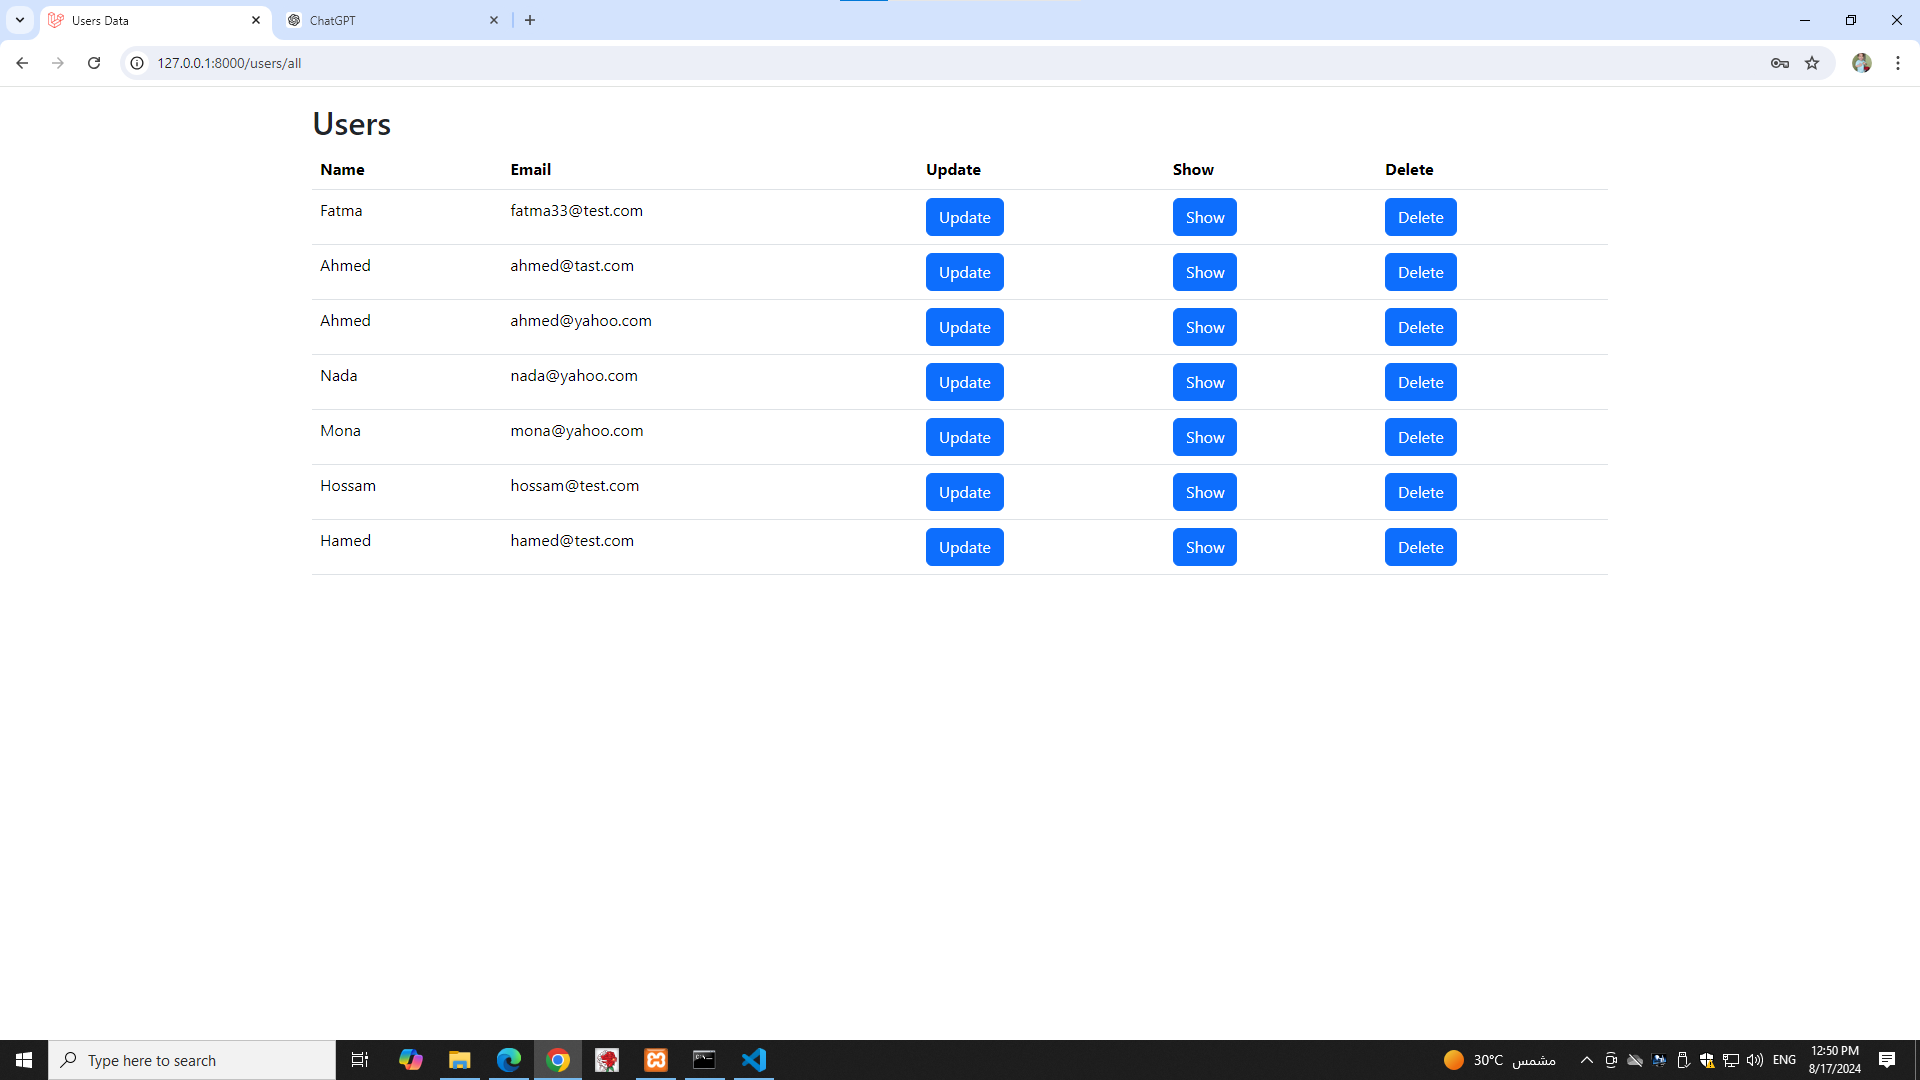 Users Data
ChatGPT
127.0.0.1:8000/users/all
Users
Name Email Update Show Delete
Fatma fatma33@test.com Update Show Delete
Ahmed ahmed@tast.com Update Show Delete
Ahmed ahmed@yahoo.com Update Show Delete
Nada nada@yahoo.com Update Show Delete
Mona mona@yahoo.com Update Show Delete
Hossam hossam@test.com Update Show Delete
Hamed hamed@test.com Update Show Delete
Type here to search
30°C مشمس
ENG
12:50 PM
8/17/2024